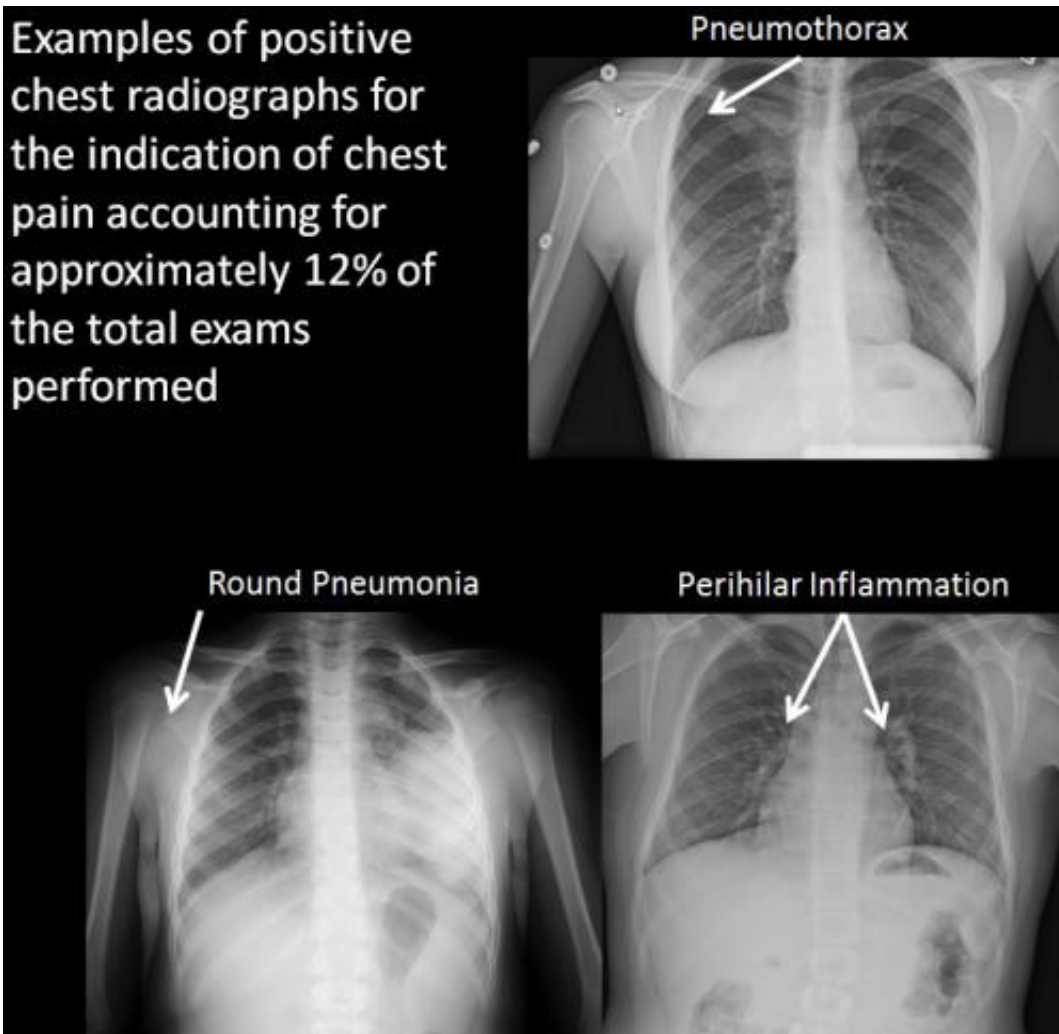 Examples of positive
chest radiographs for
the indication of chest
pain accounting for
approximately 12% of
the total exams
performed
Pneumothorax
Round Pneumonia
Perihilar Inflammation